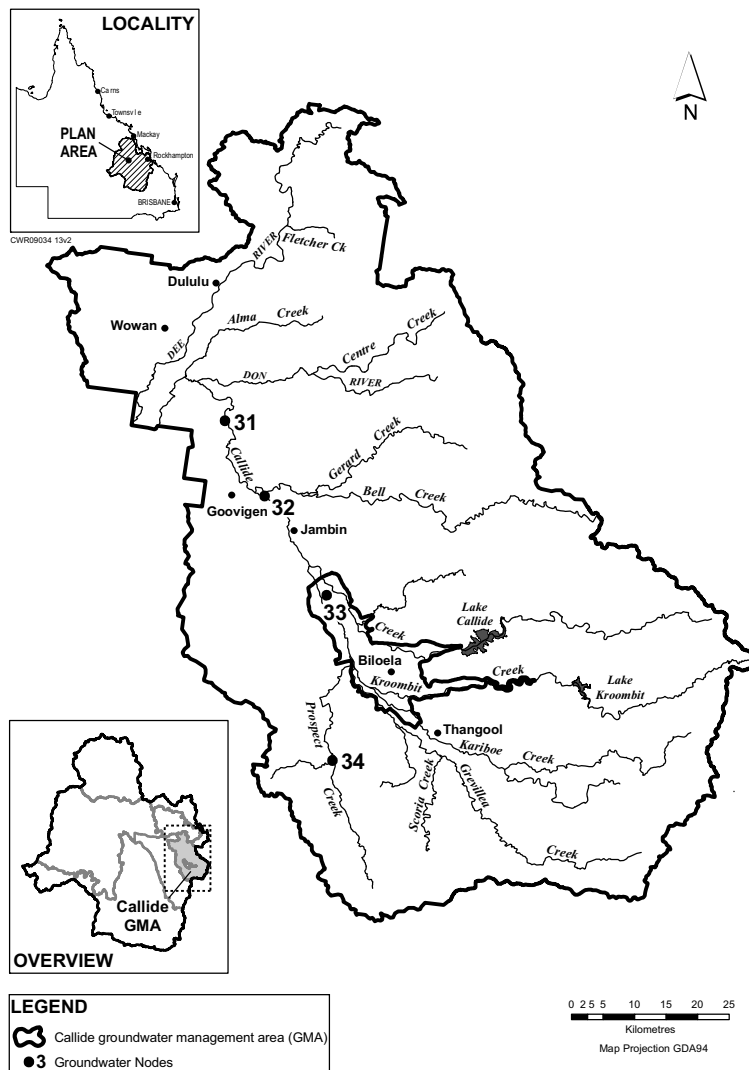 LOCALITY
Cairns
Townsville
Mackay
PLAN
AREA
Rockhampton
BRISBANE
CWR09034 13v2
N
Fletcher Ck
RIVER
Dululu
Alma Creek
Wowan
DEE
Centre Creek
DON RIVER
31
Callide
Gerard Creek
Bell Creek
32
Goovigen
Jambin
33
Lake
Callide
Creek
Biloela
Kroombit Creek
Lake
Kroombit
Prospect
Creek
Thangool
Kariboe
Creek
34
Scoria Creek
Grevillea
Creek
Callide
GMA
OVERVIEW
LEGEND
Callide groundwater management area (GMA)
3 Groundwater Nodes
0 2.5 5 10 15 20 25
Kilometres
Map Projection GDA94